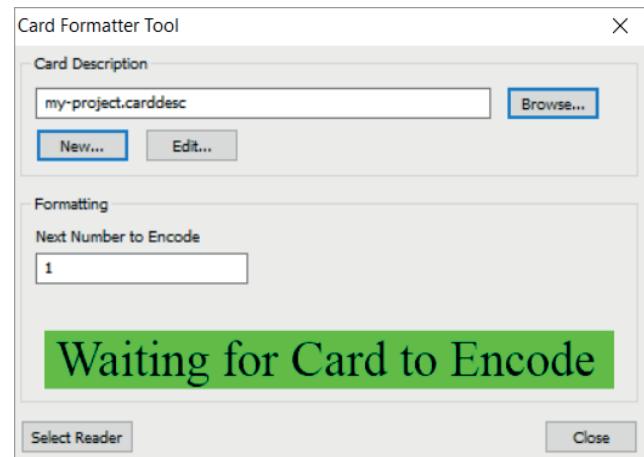 Card Formatter Tool
Card Description
my-project.carddesc Browse...
New... Edit...
Formatting
Next Number to Encode
1
Waiting for Card to Encode
Select Reader Close